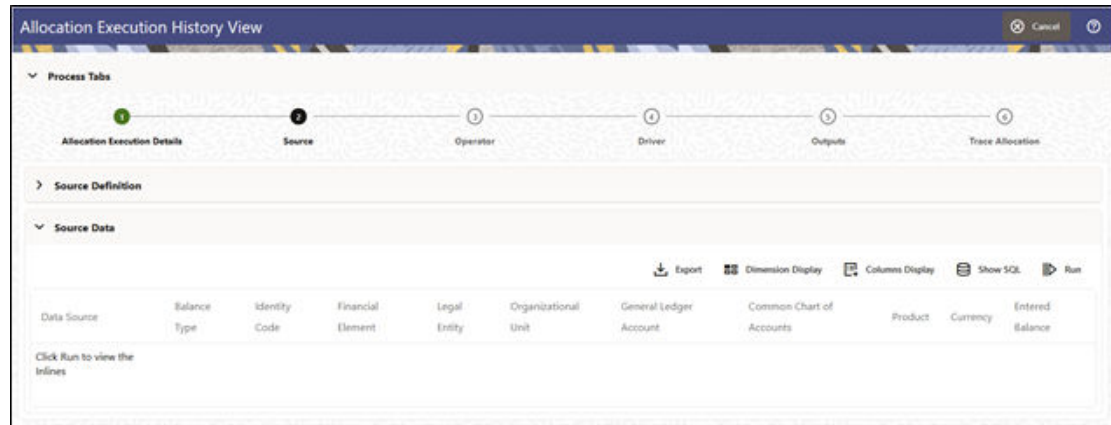 Allocation Execution History View
Cancel
Process Tabs
1
2
3
4
5
6
Allocation Execution Details
Source
Operator
Driver
Outputs
Trace Allocation
Source Definition
Source Data
Export
Dimension Display
Columns Display
Show SQL
Run
Data Source
Balance
Type
Identity
Code
Financial
Element
Legal
Entity
Organizational
Unit
General Ledger
Account
Common Chart of
Accounts
Product
Currency
Entered
Balance
Click Run to view the
Inlines